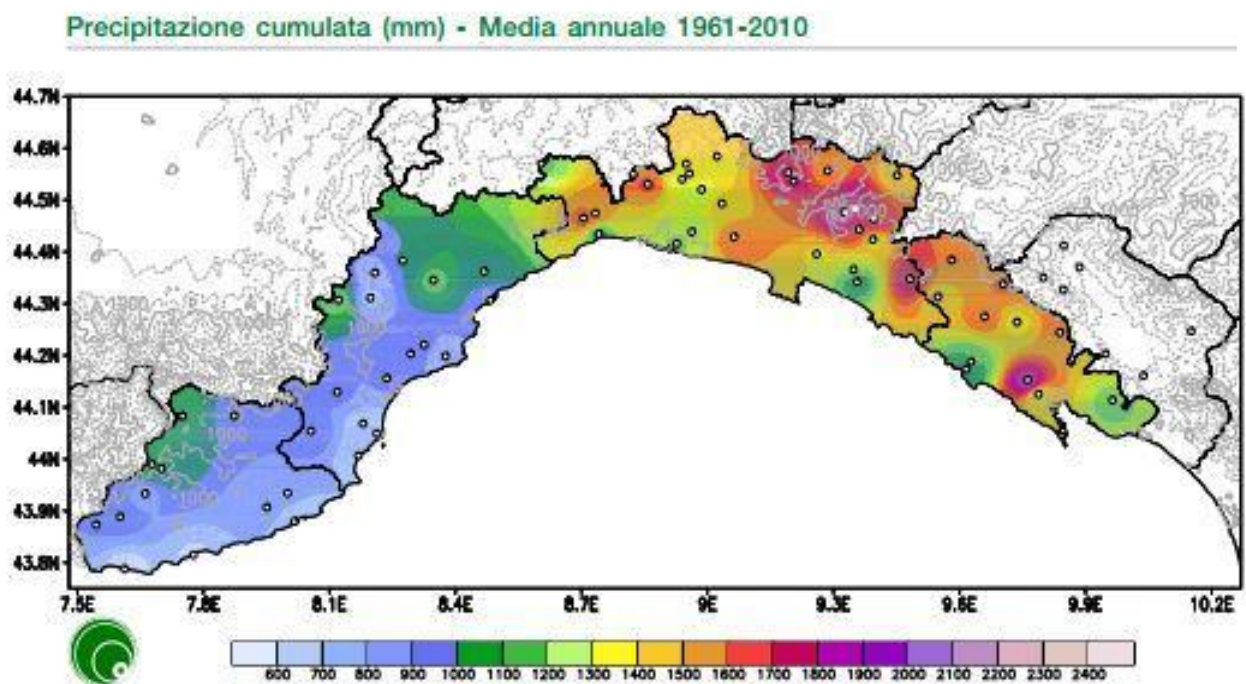 Precipitazione cumulata (mm) - Media annuale 1961-2010
44.7N
44.6N
44.5N
44.4N
44.3N
44.2N
44.1N
44N
43.9N
43.8N
1000
1000
1000
7.5E 7.8E 8.1E 8.4E 8.7E 9E 9.3E 9.6E 9.9E 10.2E
600 700 800 900 1000 1100 1200 1300 1400 1500 1600 1700 1800 1900 2000 2100 2200 2300 2400